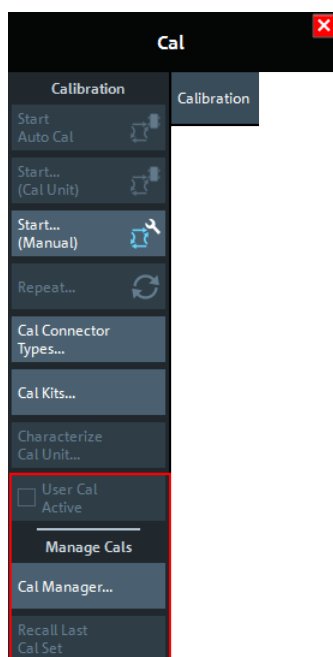 Cal
Calibration
Calibration
Start
Auto Cal
Start...
(Cal Unit)
Start...
(Manual)
Repeat...
Cal Connector
Types...
Cal Kits...
Characterize
Cal Unit...
User Cal
Active
Manage Cals
Cal Manager...
Recall Last
Cal Set